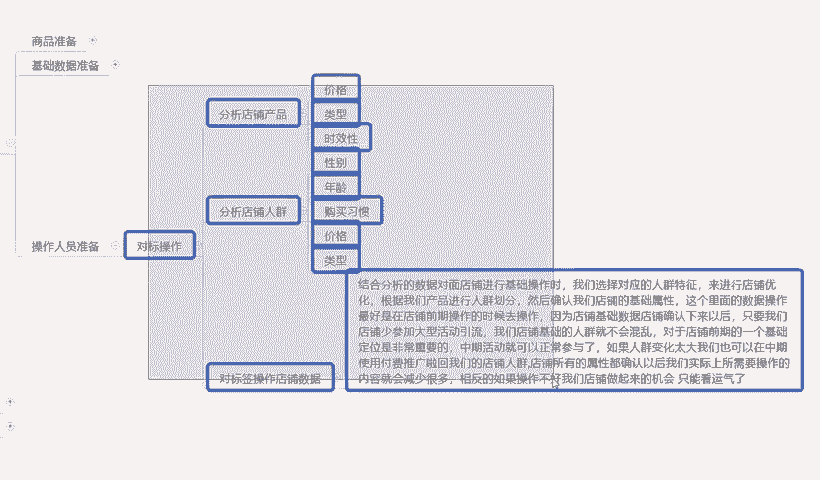 商品准备
基础数据准备
价格
分析店铺产品
类型
时效性
性别
年龄
分析店铺人群
购买习惯
价格
操作人员准备
对标操作
类型
结合分析的数据对面店铺进行基础操作时，我们选择对应的人群特征，来进行店铺优
化，根据我们产品进行人群划分，然后确认我们店铺的基础属性，这个里面的数据操作
最好是在店铺前期操作的时候去操作，因为店铺基础数据店铺确认下来以后，只要我们
店铺少参加大型活动引流，我们店铺基础的人群就不会混乱，对于店铺前期的一个基础
定位是非常重要的，中期活动就可以正常参与了，如果人群变化太大我们也可以在中期
使用付费推广啦回我们的店铺人群,店铺所有的属性都确认以后我们实际上所需要操作的
内容就会减少很多，相反的如果操作不好我们店铺做起来的机会 只能看运气了
对标签操作店铺数据